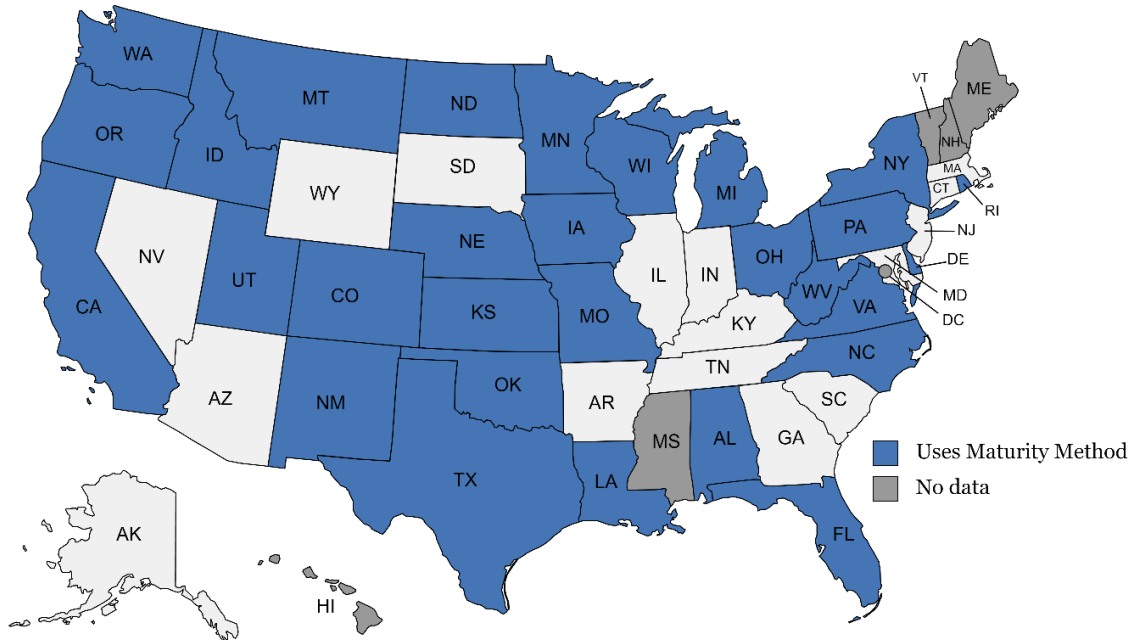 WA
MT
ND
MN
VT
ME
OR
ID
WI
NY
NH
MA
SD
MI
CT
RI
WY
PA
NJ
NE
IA
OH
DE
NV
UT
IL
IN
MD
CA
CO
WV
VA
DC
KS
MO
KY
NC
TN
OK
AZ
NM
AR
SC
MS
AL
GA
Uses Maturity Method
TX
LA
No data
AK
FL
HI